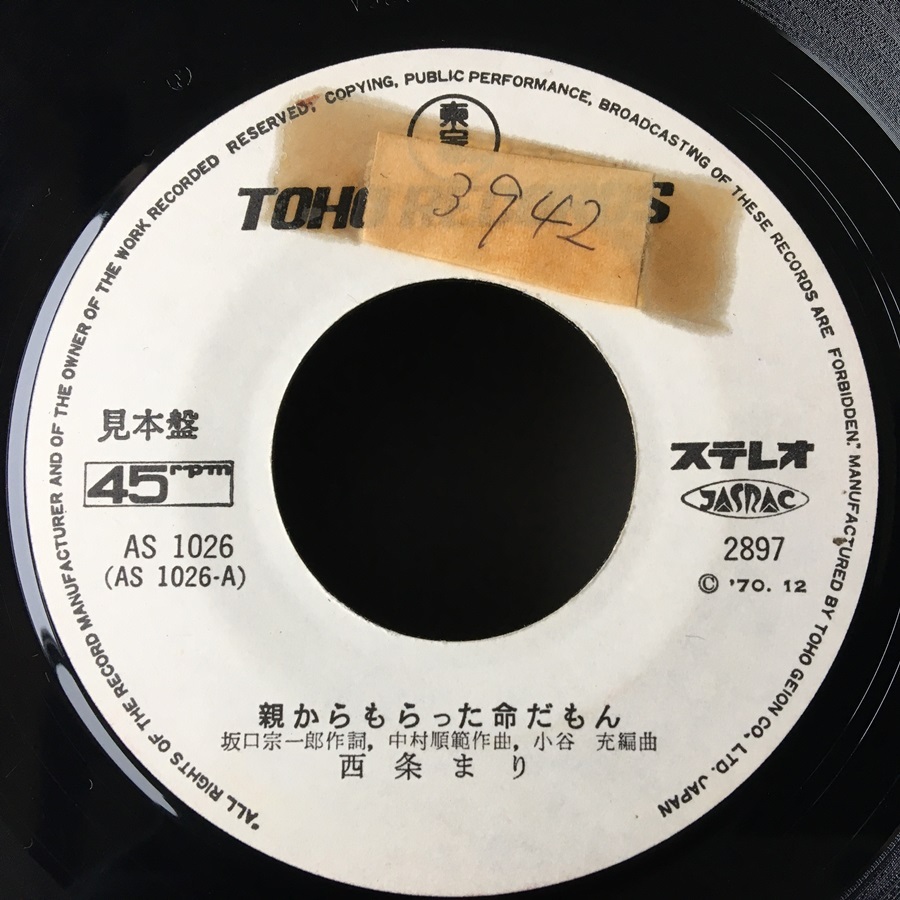 "ALL RIGHTS OF THE RECORD MANUFACTURER AND OF THE OWNER OF THE WORK RECORDED RESERVED, COPYING, PUBLIC PERFORMANCE, BROADCASTING OF THESE RECORDS ARE FORBIDDEN." MANUFACTURED BY TOHO GEION CO., LTD. JAPAN
東宝
TOHO RECORDS
3942
見本盤
45rpm
AS 1026
(AS 1026-A)
ステレオ
JASRAC
2897
© '70. 12
親からもらった命だもん
坂口宗一郎作詞, 中村順範作曲, 小谷 充編曲
西条まり